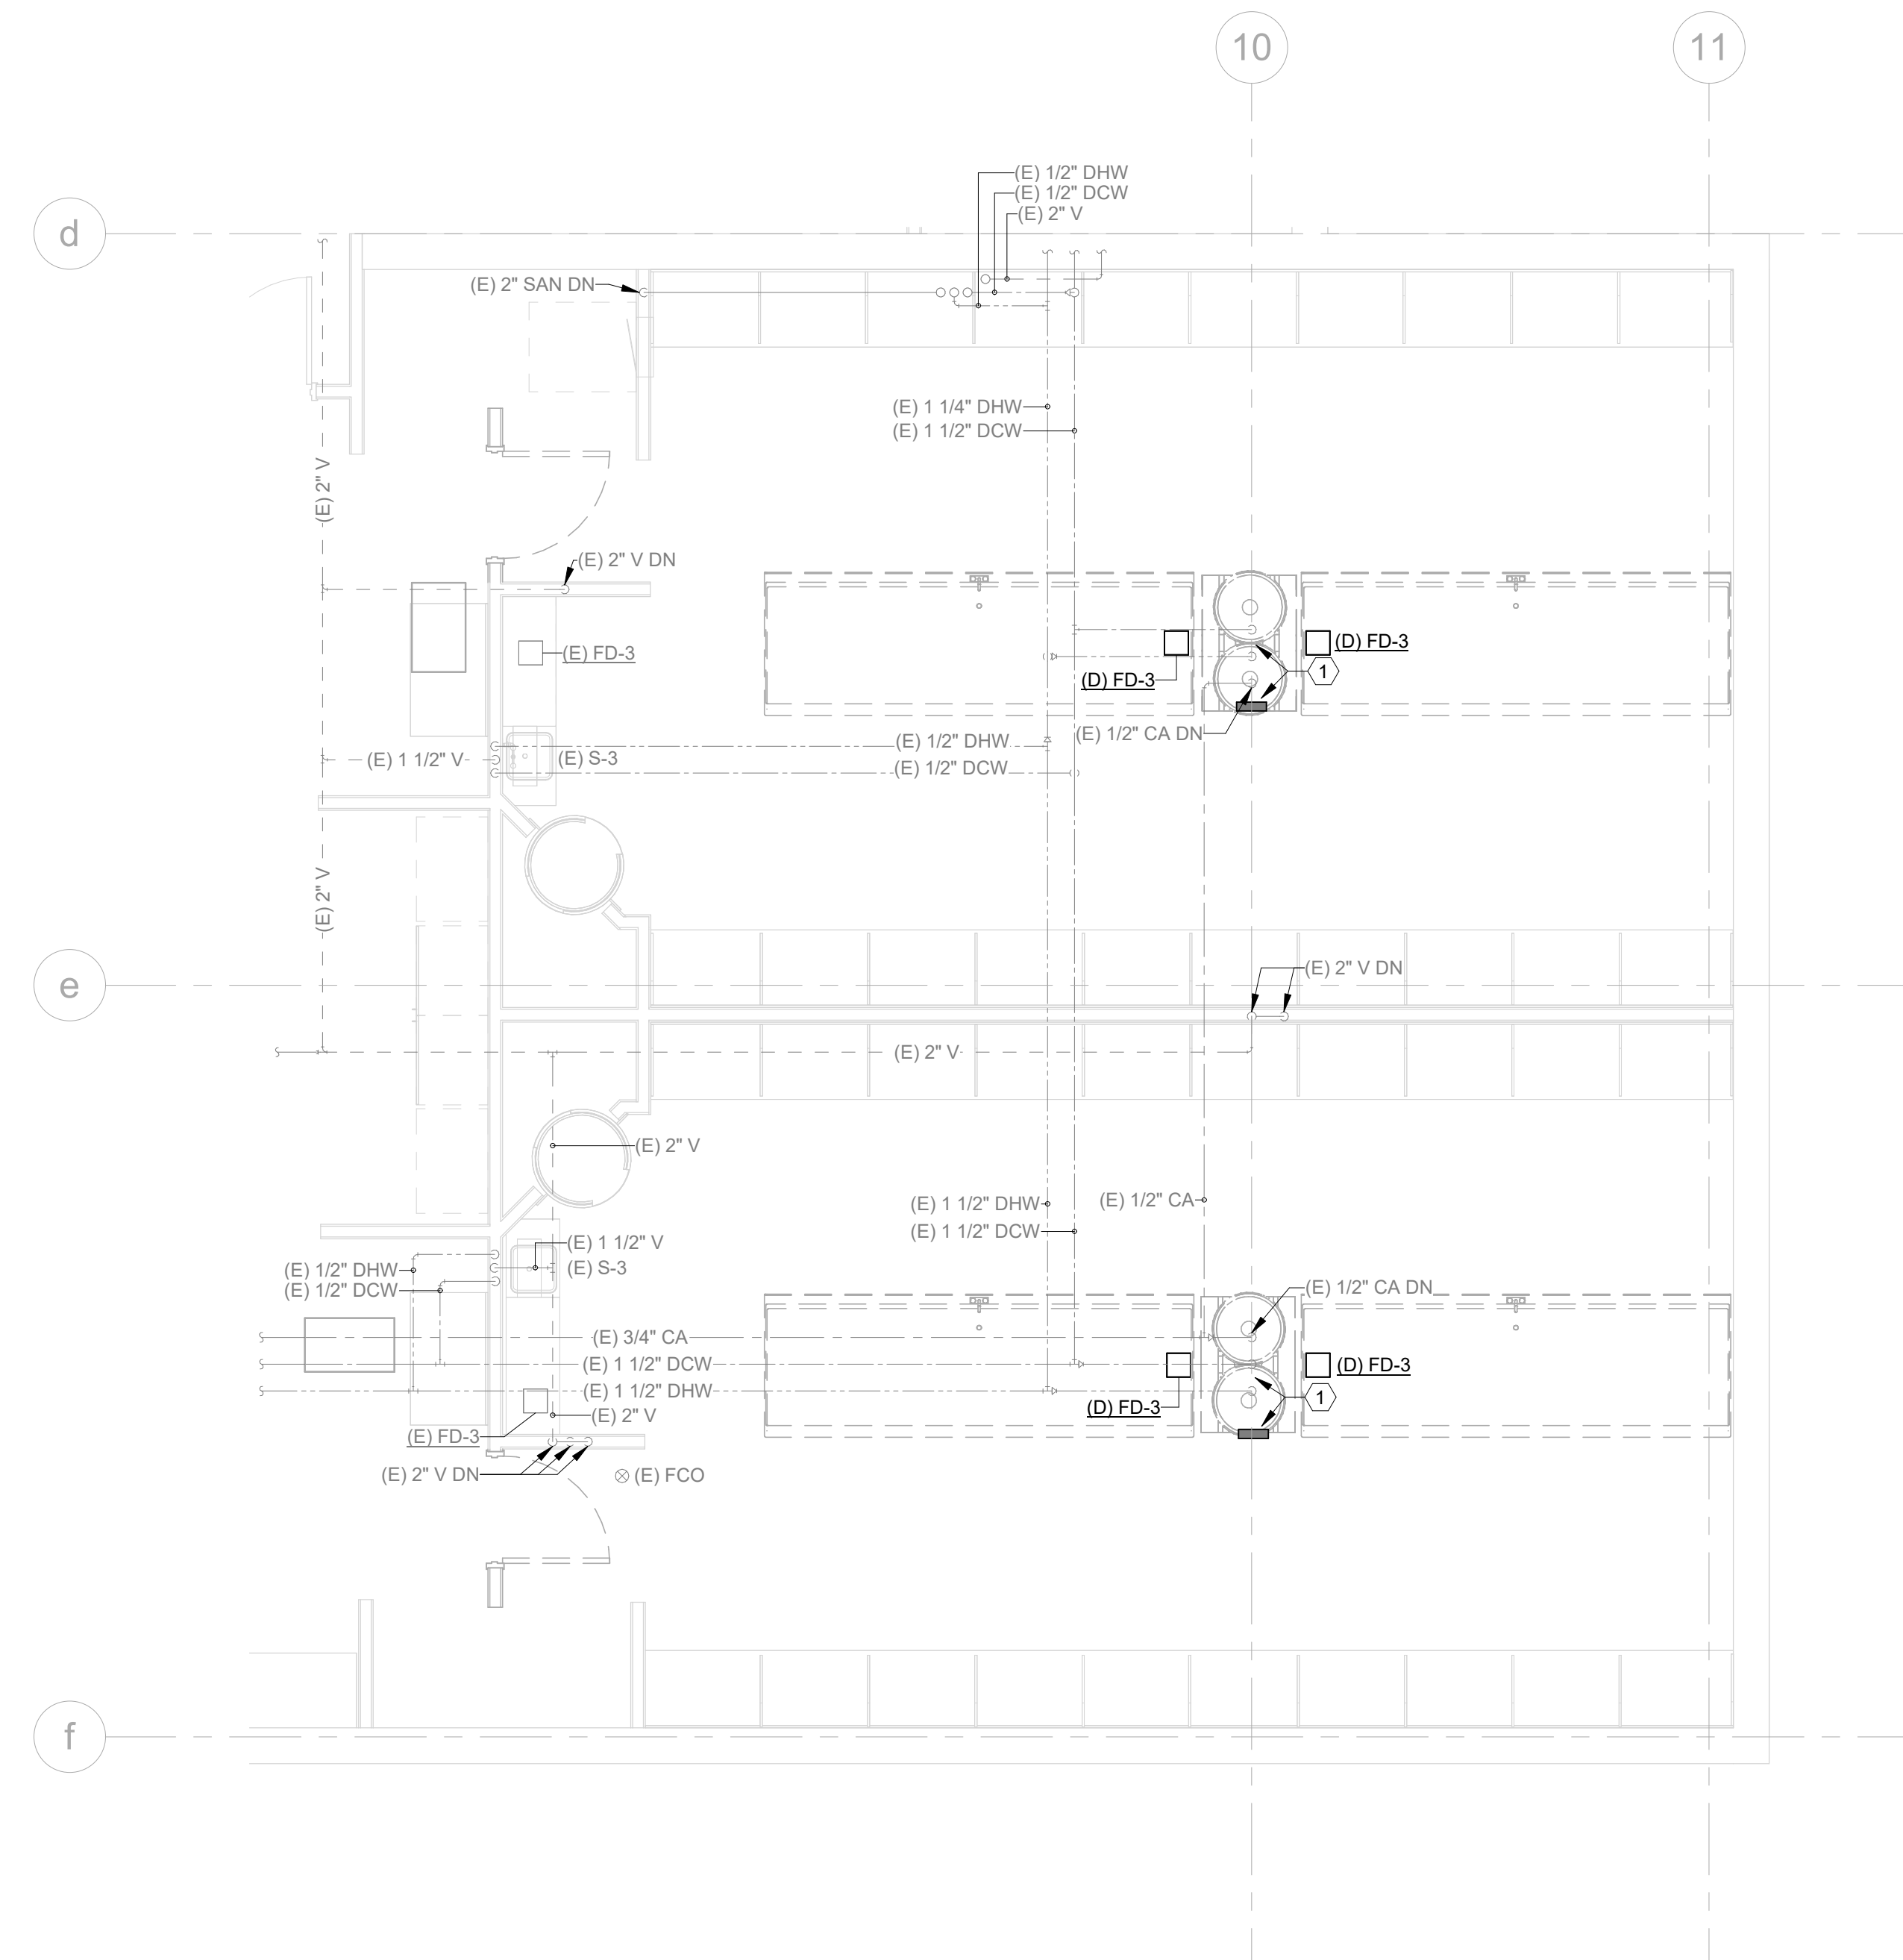 10
11
(E) 1/2" DHW
(E) 1/2" DCW
(E) 2" V
d
(E) 2" SAN DN
(E) 1 1/4" DHW
(E) 1 1/2" DCW
(E) 2" V
(E) 2" V DN
(E) FD-3
(D) FD-3
(D) FD-3
1
(E) 1/2" CA DN
(E) 1/2" DHW
(E) 1 1/2" V
(E) S-3
(E) 1/2" DCW
(E) 2" V
(E) 2" V DN
e
(E) 2" V
(E) 2" V
(E) 1 1/2" DHW
(E) 1/2" CA
(E) 1 1/2" DCW
(E) 1 1/2" V
(E) 1/2" DHW
(E) S-3
(E) 1/2" DCW
(E) 1/2" CA DN
(E) 3/4" CA
(E) 1 1/2" DCW
(D) FD-3
(E) 1 1/2" DHW
1
(D) FD-3
(E) 2" V
(E) FD-3
(E) 2" V DN
(E) FCO
f